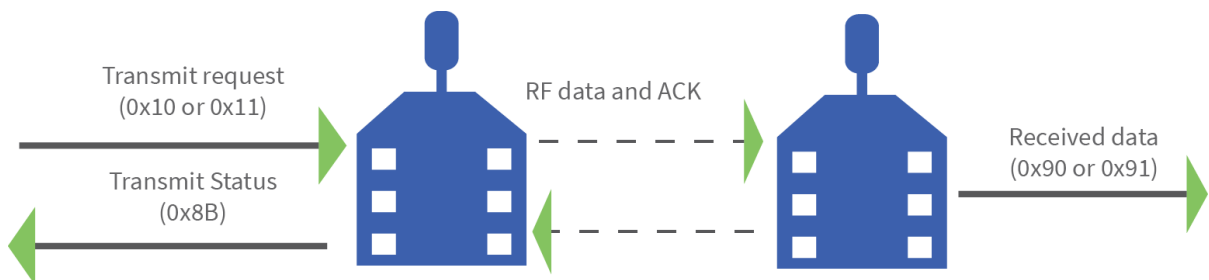 Transmit request
(0x10 or 0x11)
RF data and ACK
Received data
(0x90 or 0x91)
Transmit Status
(0x8B)